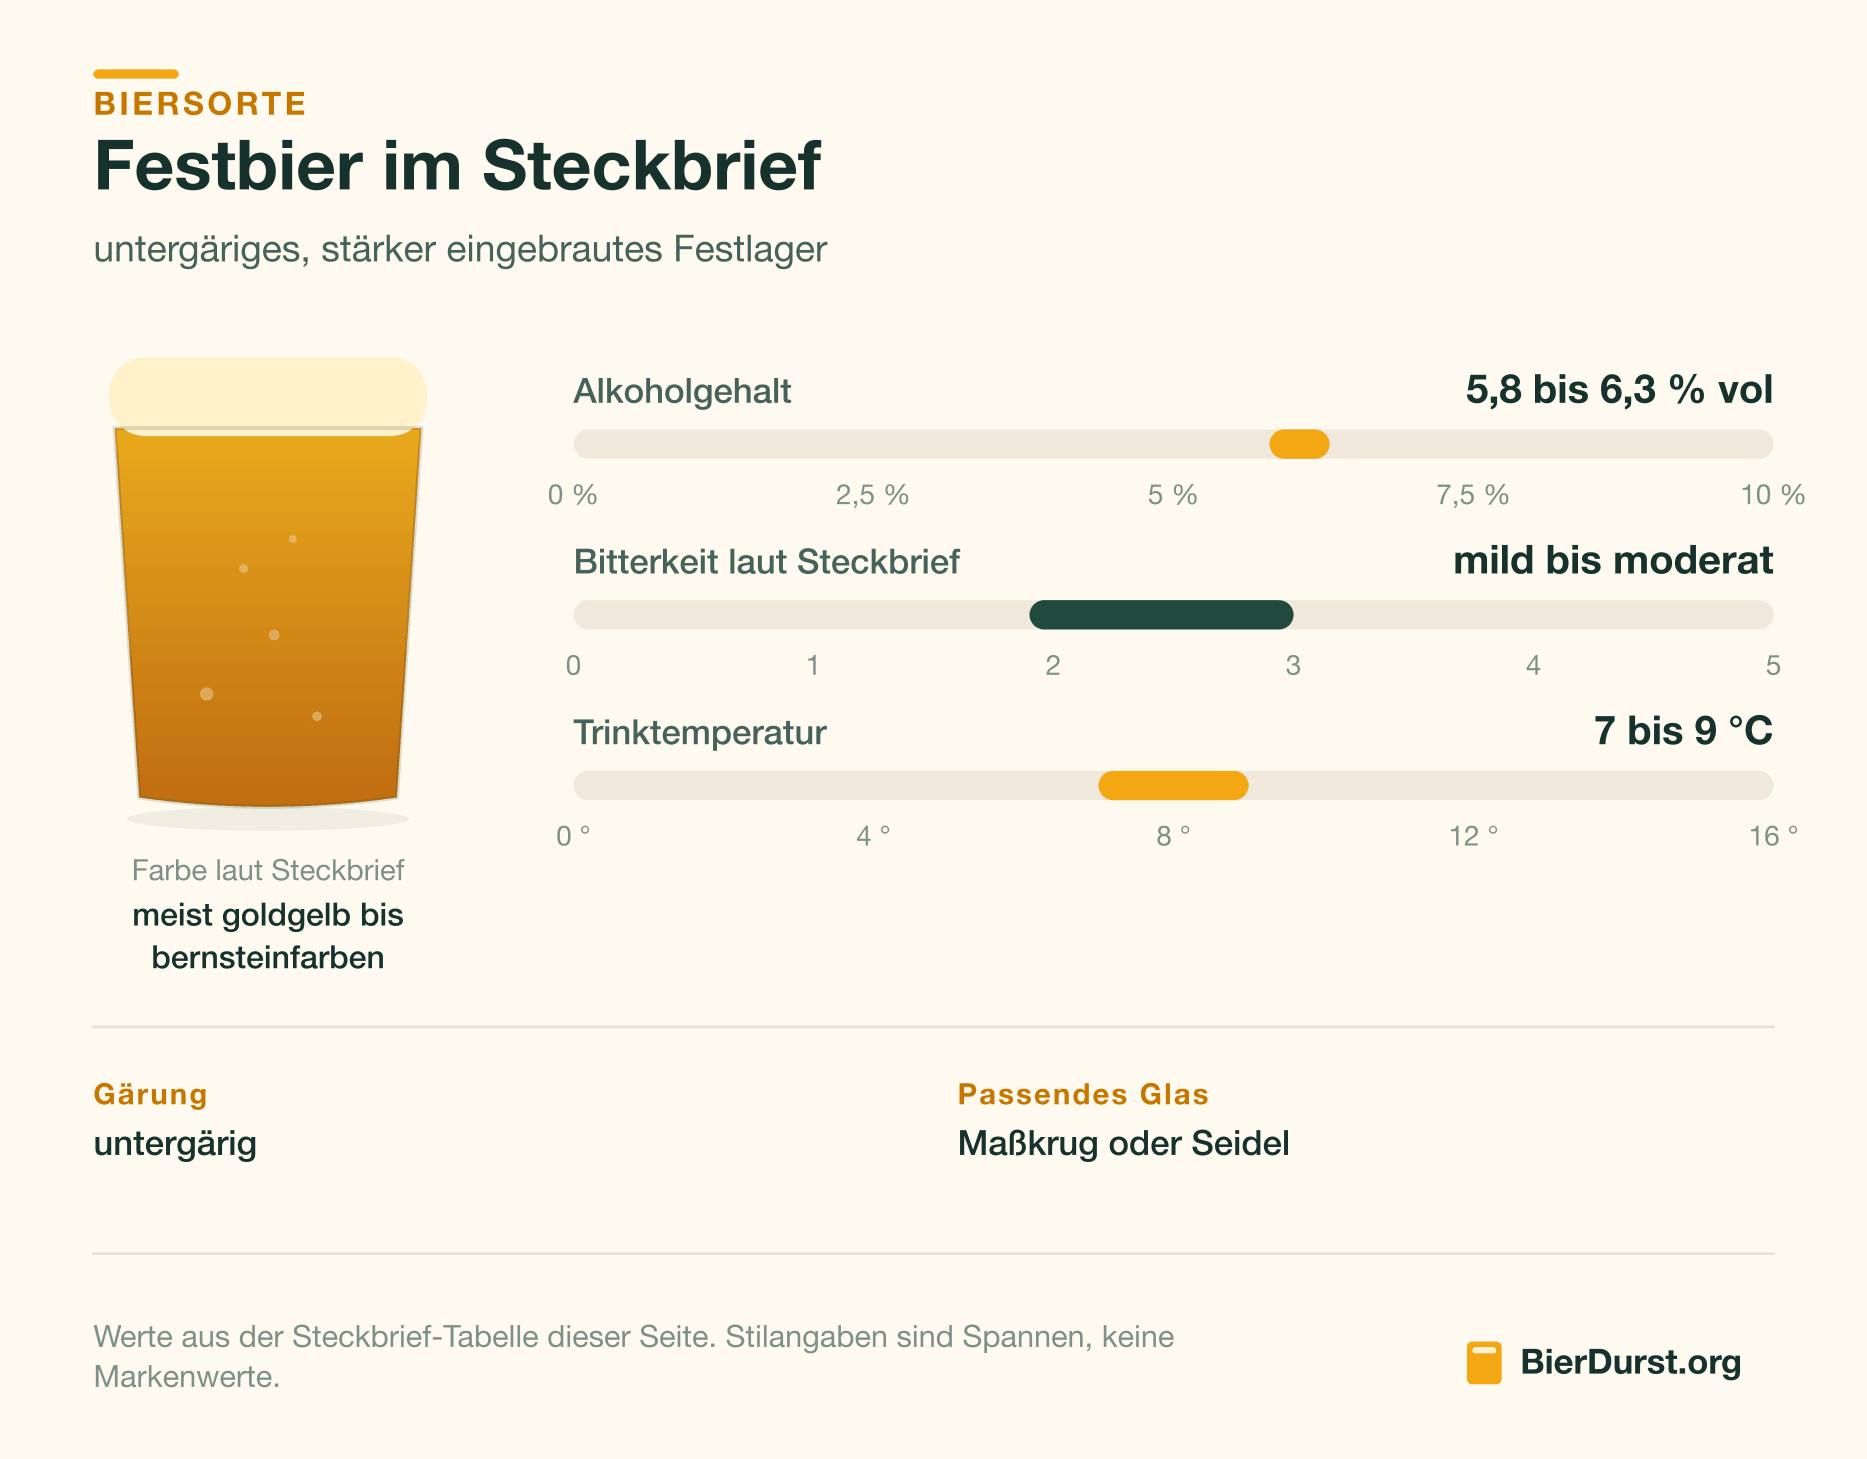 BIERSORTE
Festbier im Steckbrief
untergäriges, stärker eingebrautes Festlager
Alkoholgehalt 5,8 bis 6,3 % vol
0 % 2,5 % 5 % 7,5 % 10 %
Bitterkeit laut Steckbrief mild bis moderat
0 1 2 3 4 5
Trinktemperatur 7 bis 9 °C
0 ° 4 ° 8 ° 12 ° 16 °
Farbe laut Steckbrief
meist goldgelb bis
bernsteinfarben
Gärung
untergärig
Passendes Glas
Maßkrug oder Seidel
Werte aus der Steckbrief-Tabelle dieser Seite. Stilangaben sind Spannen, keine
Markenwerte.
BierDurst.org